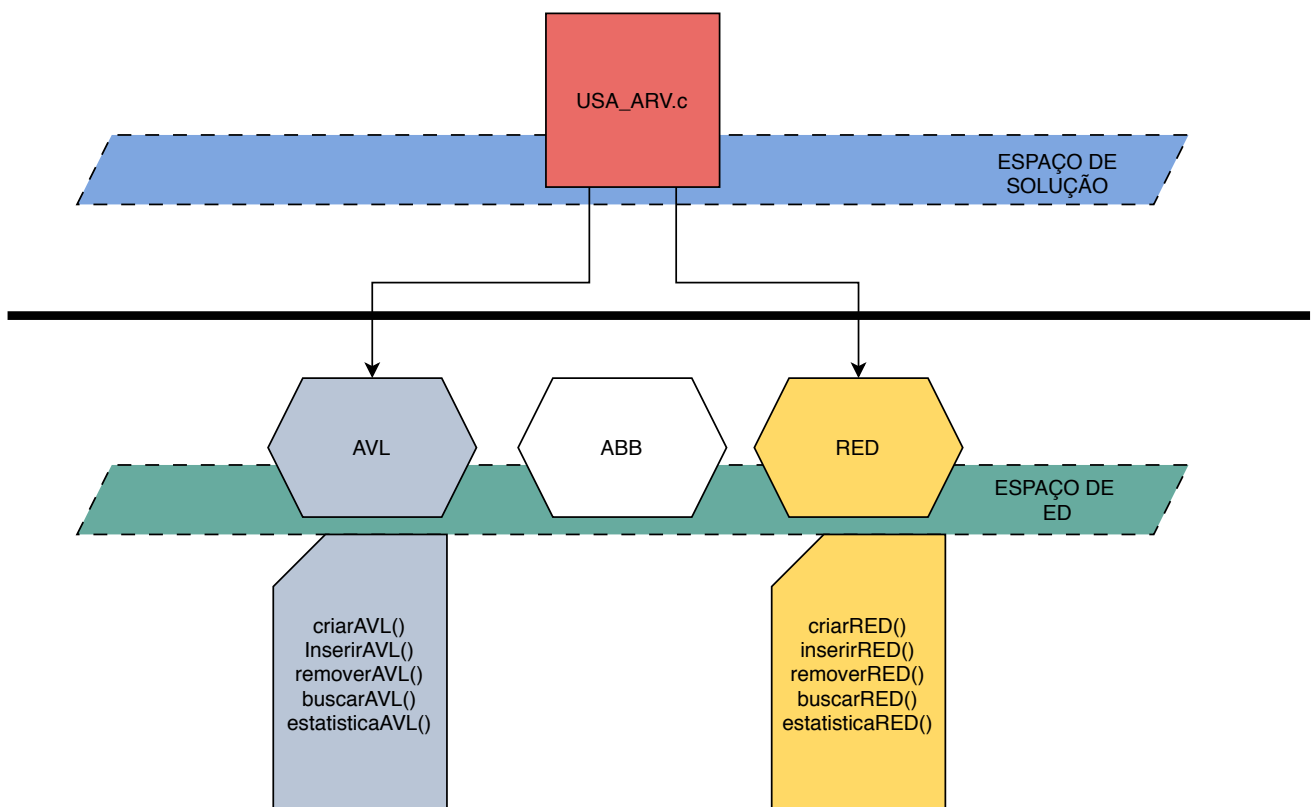 USA_ARV.c
ESPAÇO DE
SOLUÇÃO
AVL
ABB
RED
ESPAÇO DE
ED
criarAVL()
InserirAVL()
removerAVL()
buscarAVL()
estatisticaAVL()
criarRED()
inserirRED()
removerRED()
buscarRED()
estatisticaRED()